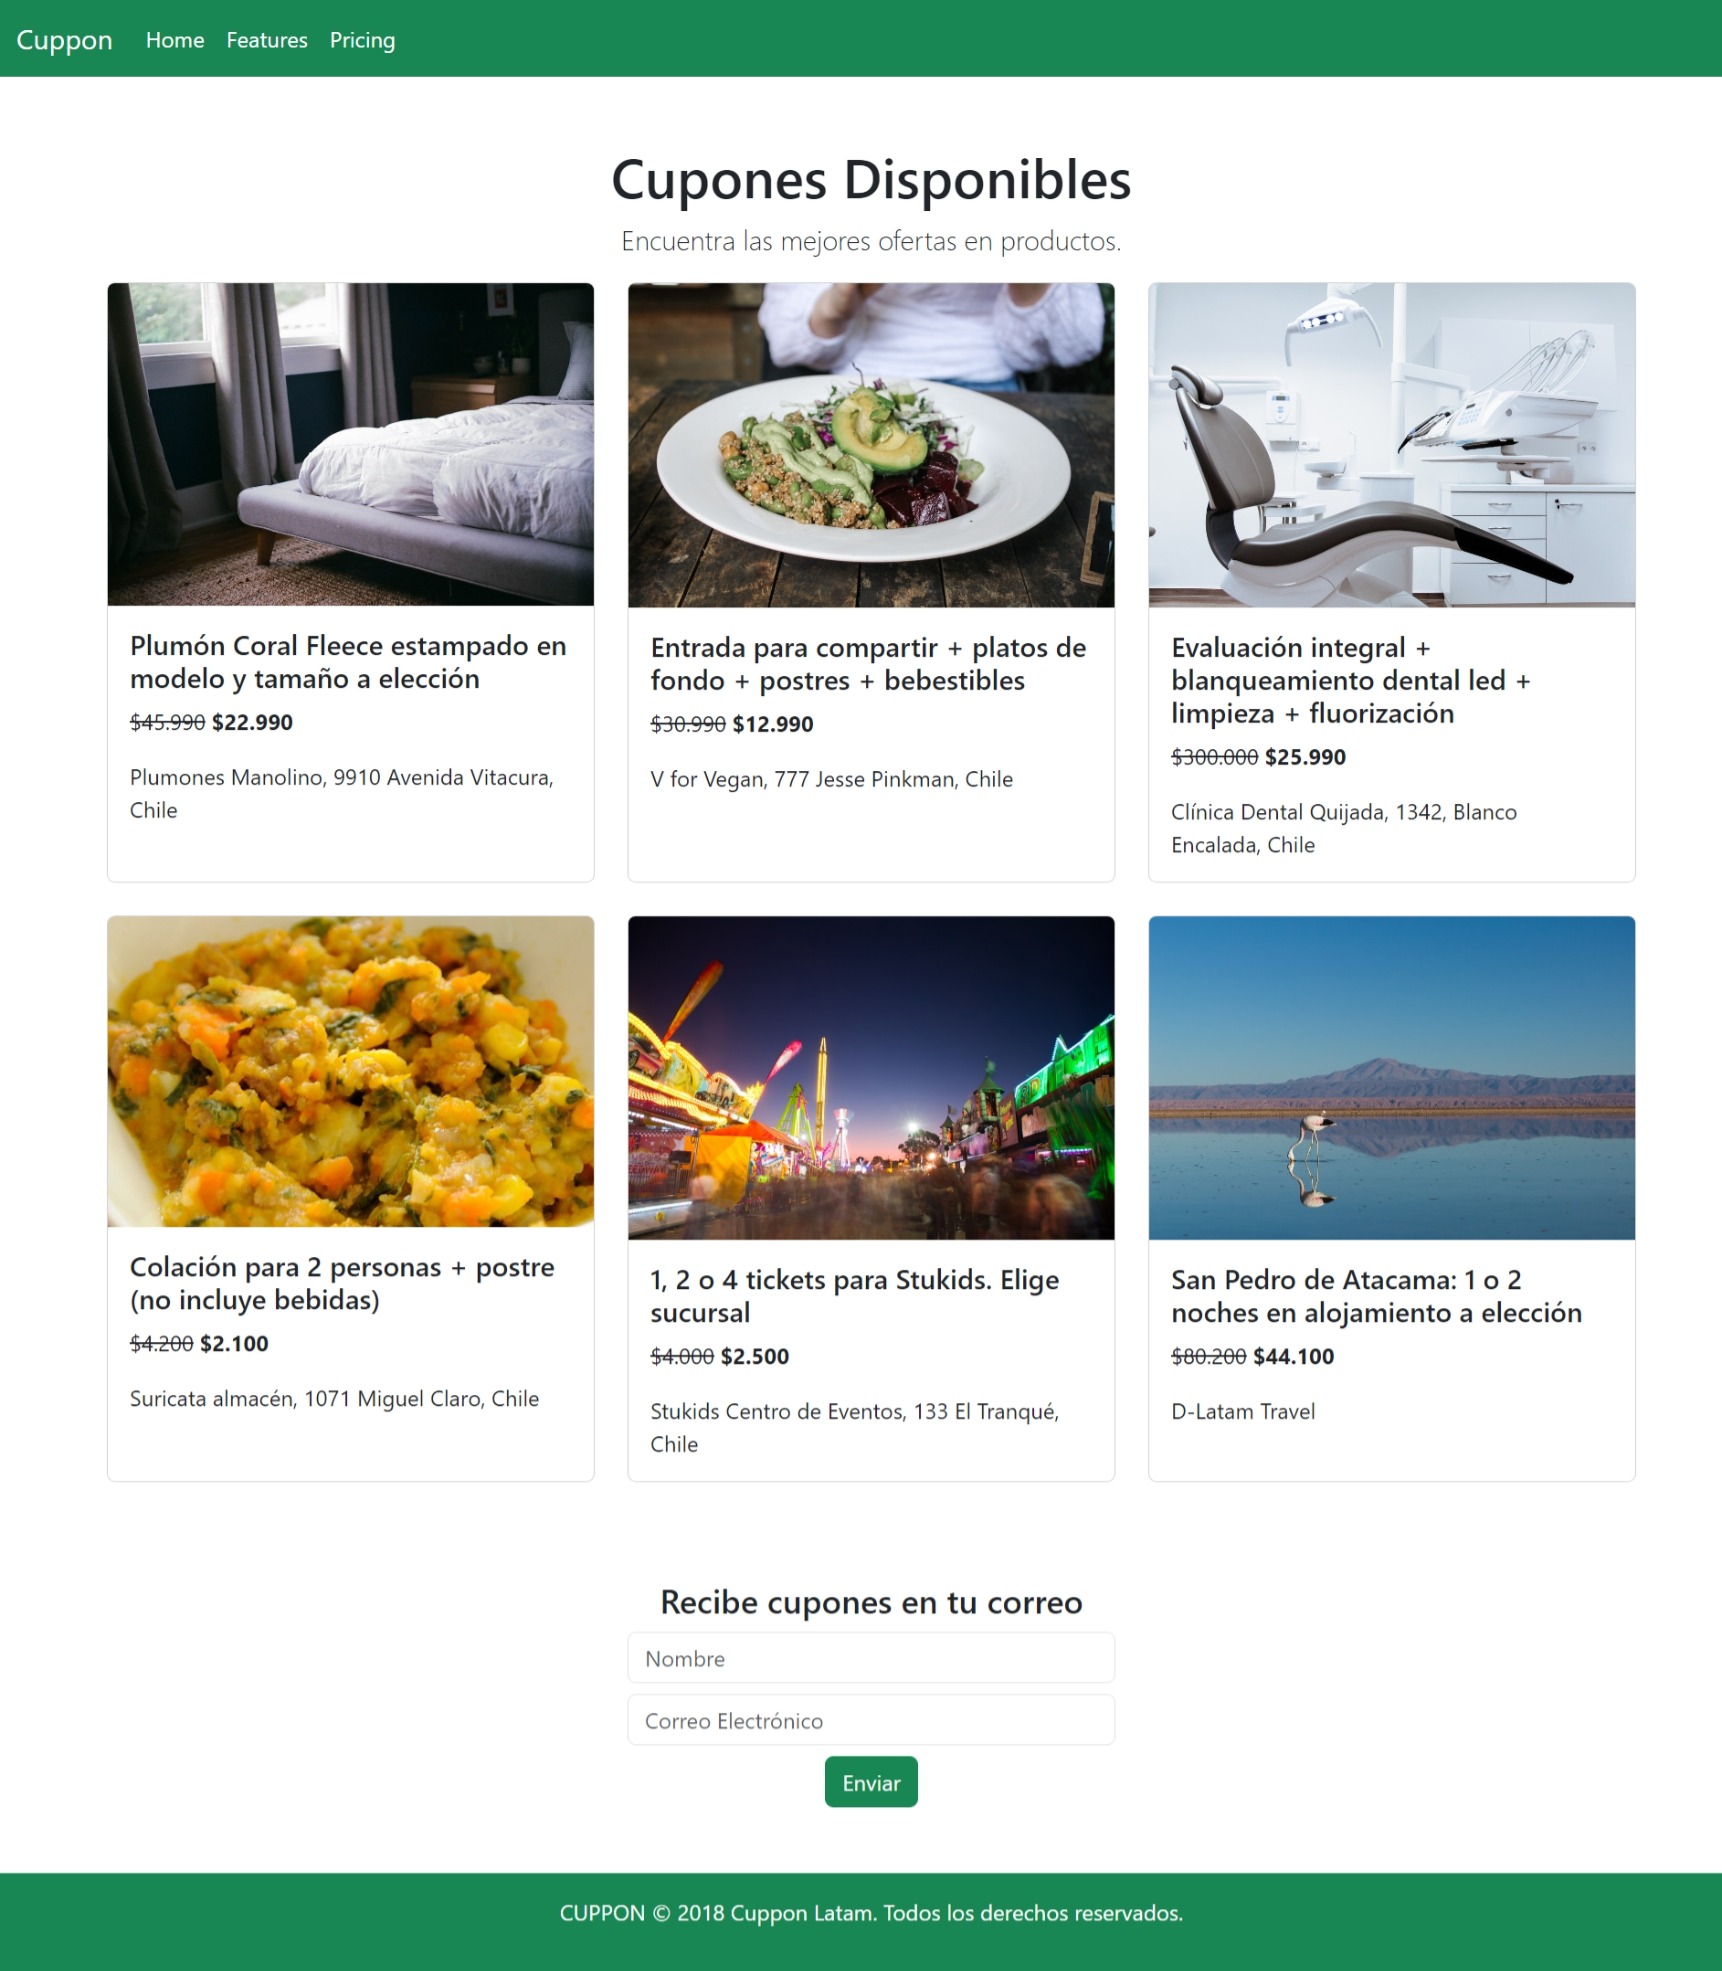 Cuppon Home Features Pricing
Cupones Disponibles
Encuentra las mejores ofertas en productos.
Plumón Coral Fleece estampado en
modelo y tamaño a elección
$45.990 $22.990
Plumones Manolino, 9910 Avenida Vitacura,
Chile
Entrada para compartir + platos de
fondo + postres + bebestibles
$30.990 $12.990
V for Vegan, 777 Jesse Pinkman, Chile
Evaluación integral +
blanqueamiento dental led +
limpieza + fluorización
$300.000 $25.990
Clínica Dental Quijada, 1342, Blanco
Encalada, Chile
Colación para 2 personas + postre
(no incluye bebidas)
$4.200 $2.100
Suricata almacén, 1071 Miguel Claro, Chile
1, 2 o 4 tickets para Stukids. Elige
sucursal
$4.000 $2.500
Stukids Centro de Eventos, 133 El Tranqué,
Chile
San Pedro de Atacama: 1 o 2
noches en alojamiento a elección
$80.200 $44.100
D-Latam Travel
Recibe cupones en tu correo
Nombre
Correo Electrónico
Enviar
CUPPON © 2018 Cuppon Latam. Todos los derechos reservados.